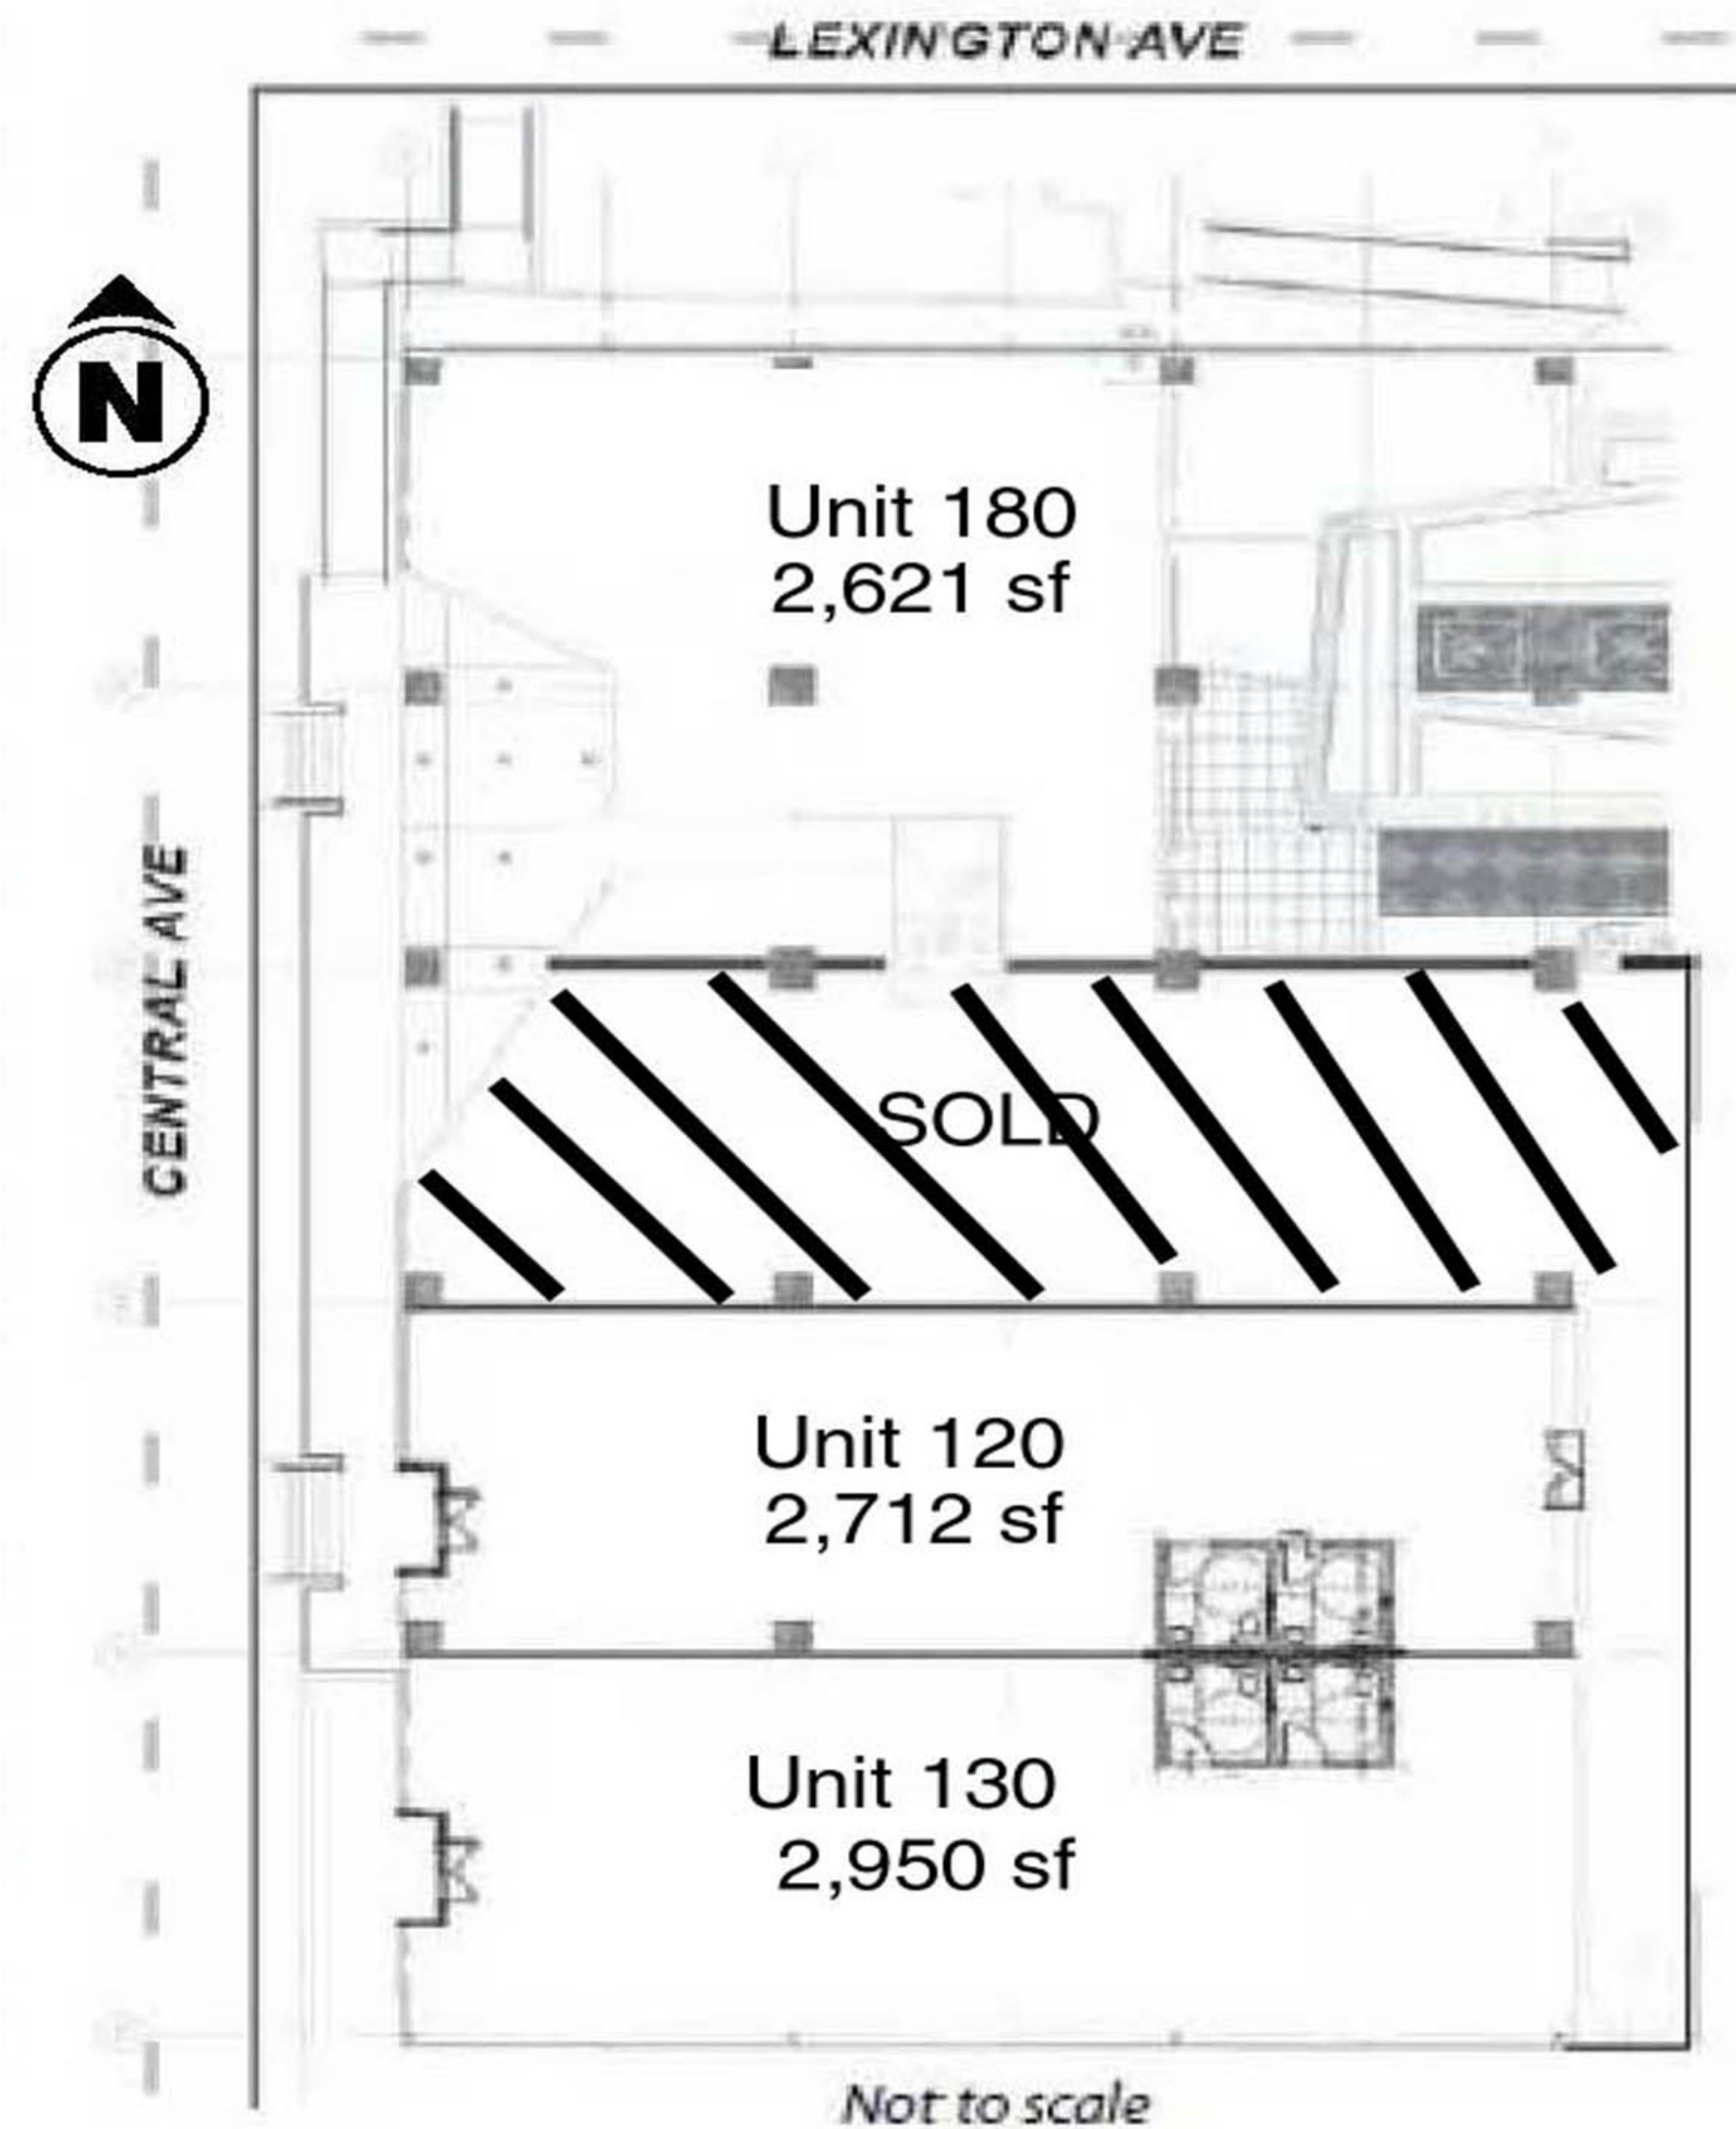 LEXINGTON AVE
N
Unit 180
2,621 sf
CENTRAL AVE
SOLD
Unit 120
2,712 sf
Unit 130
2,950 sf
Not to scale